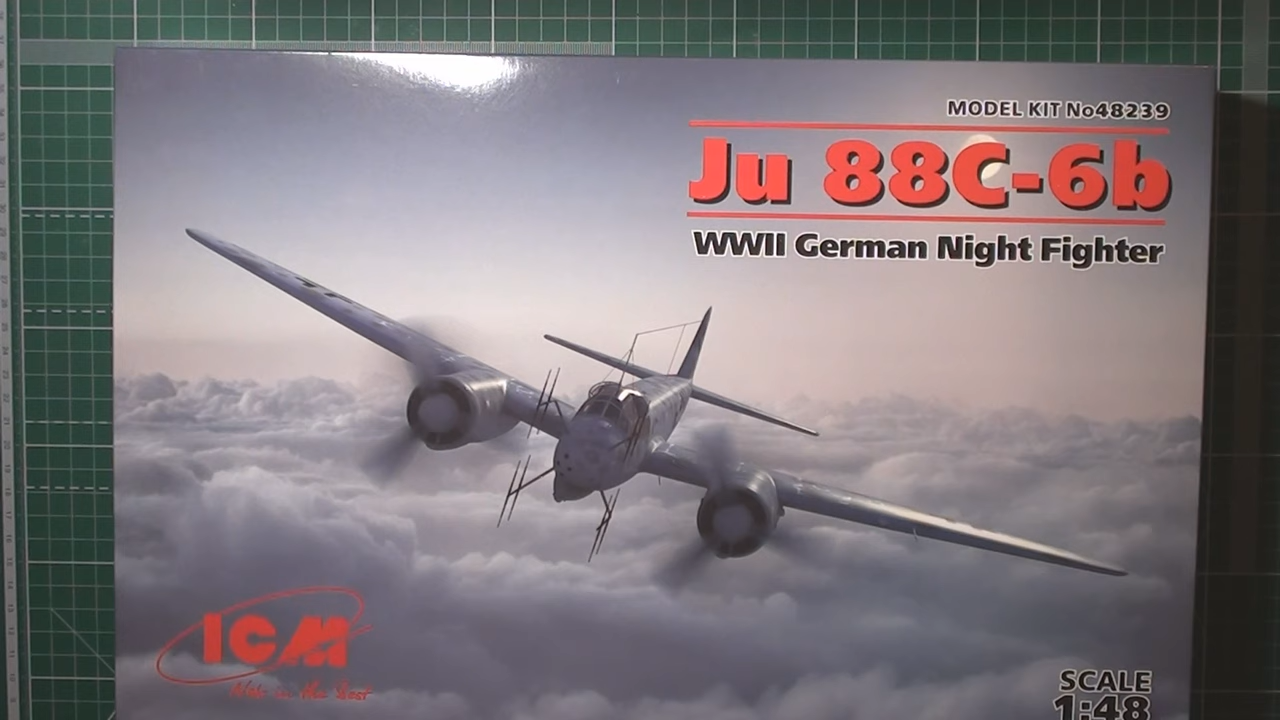 MODEL KIT No48239
Ju 88C-6b
WWII German Night Fighter
ICM
SCALE
1:48